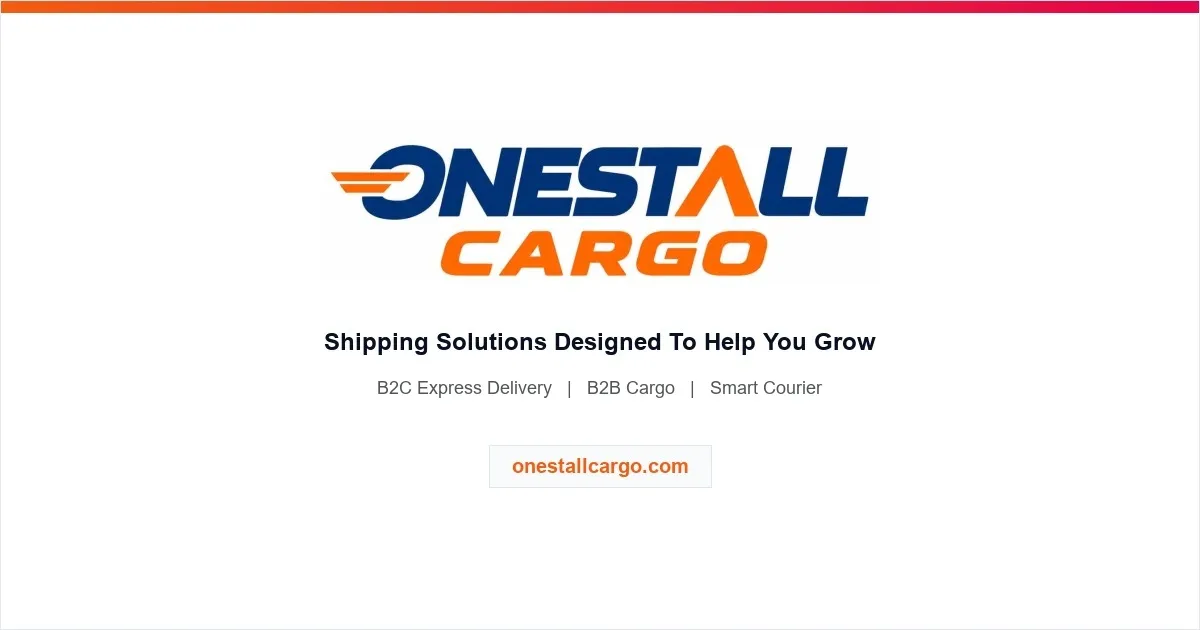 ONESTALL
CARGO
Shipping Solutions Designed To Help You Grow
B2C Express Delivery | B2B Cargo | Smart Courier
onestallcargo.com